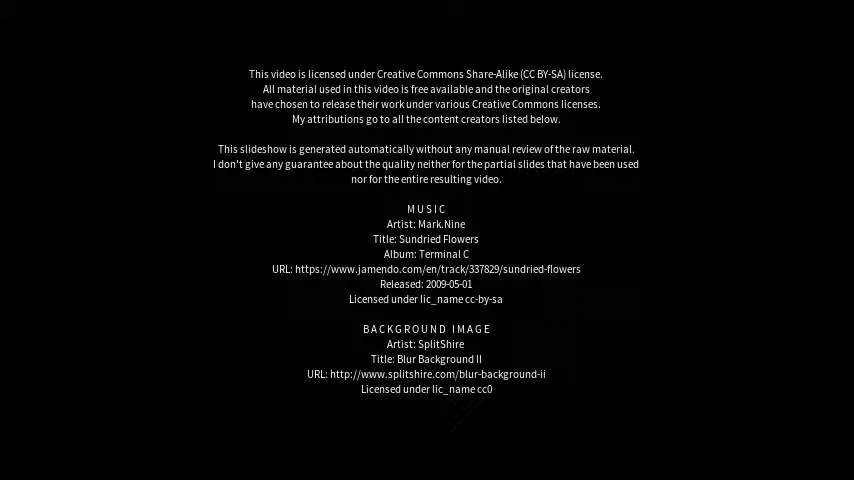 This video is licensed under Creative Commons Share-Alike (CC BY-SA) license.
All material used in this video is free available and the original creators
have chosen to release their work under various Creative Commons licenses.
My attributions go to all the content creators listed below.
This slideshow is generated automatically without any manual review of the raw material.
I don't give any guarantee about the quality neither for the partial slides that have been used
nor for the entire resulting video.
MUSIC
Artist: Mark.Nine
Title: Sundried Flowers
Album: Terminal C
URL: https://www.jamendo.com/en/track/337829/sundried-flowers
Released: 2009-05-01
Licensed under lic_name cc-by-sa
BACKGROUND IMAGE
Artist: SplitShire
Title: Blur Background II
URL: http://www.splitshire.com/blur-background-ii
Licensed under lic_name cc0